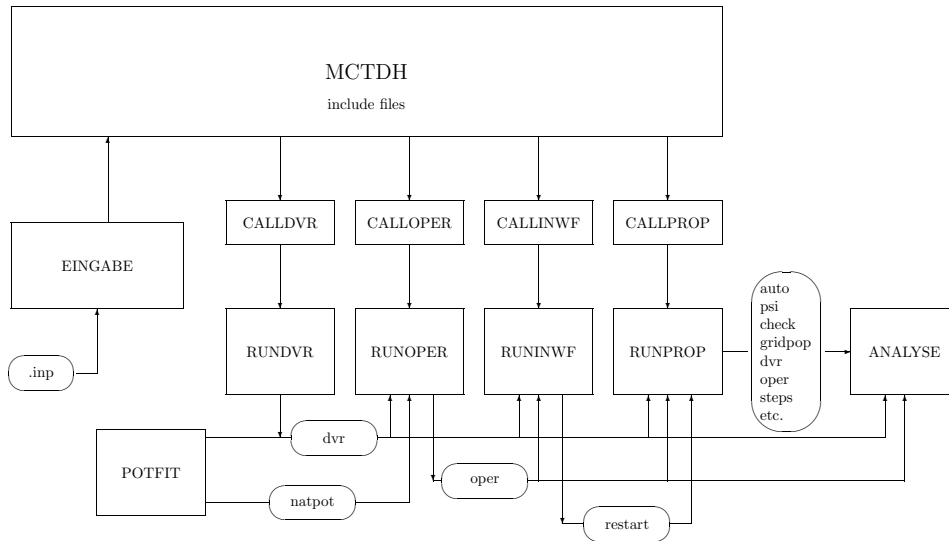 MCTDH
include files
CALLDVR
CALLOPER
CALLINWF
CALLPROP
EINGABE
RUNDVR
RUNOPER
RUNINWF
RUNPROP
auto
psi
check
gridpop
dvr
oper
steps
etc.
ANALYSE
.inp
dvr
POTFIT
oper
natpot
restart